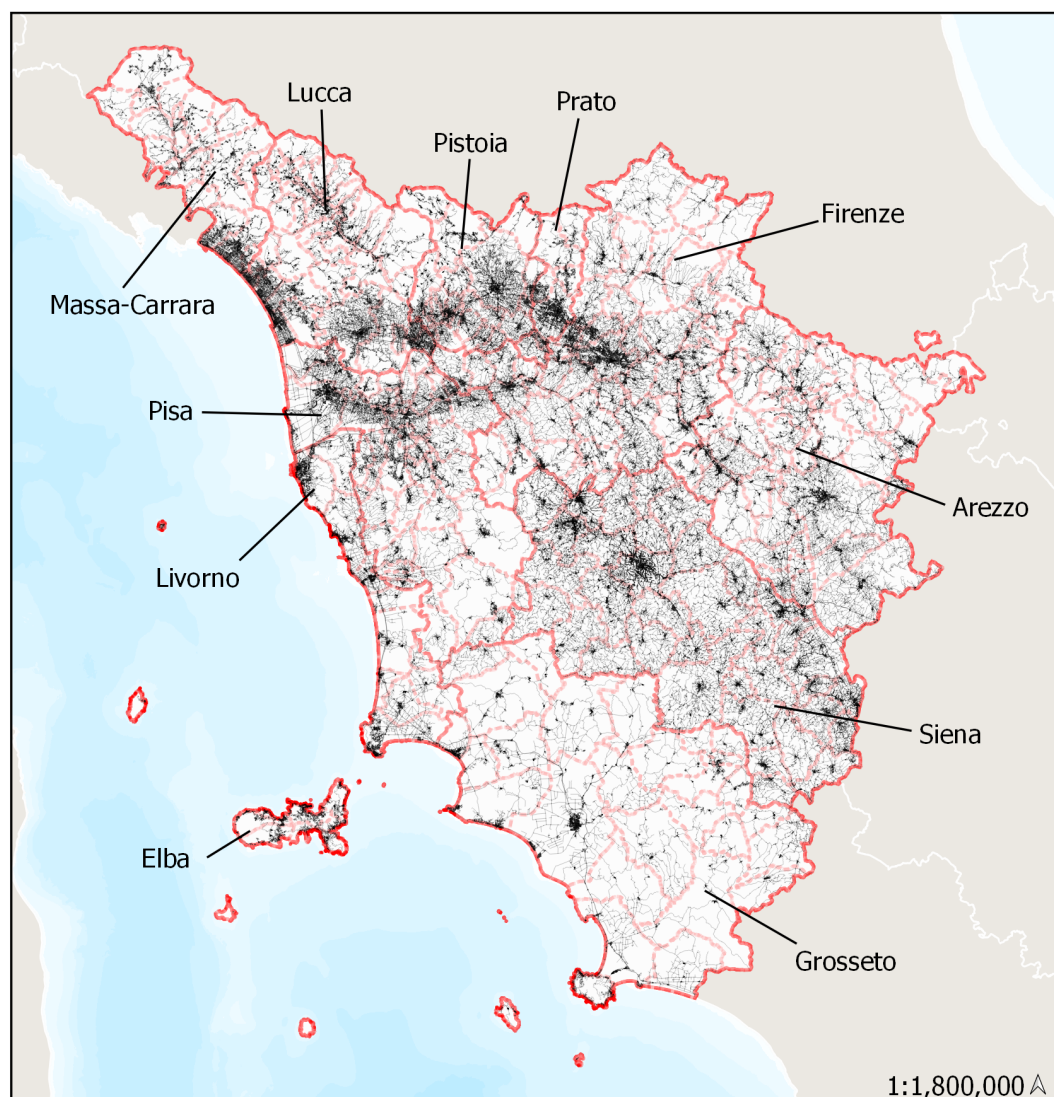 Lucca
Prato
Pistoia
Firenze
Massa-Carrara
Pisa
Arezzo
Livorno
Siena
Elba
Grosseto
1:1,800,000